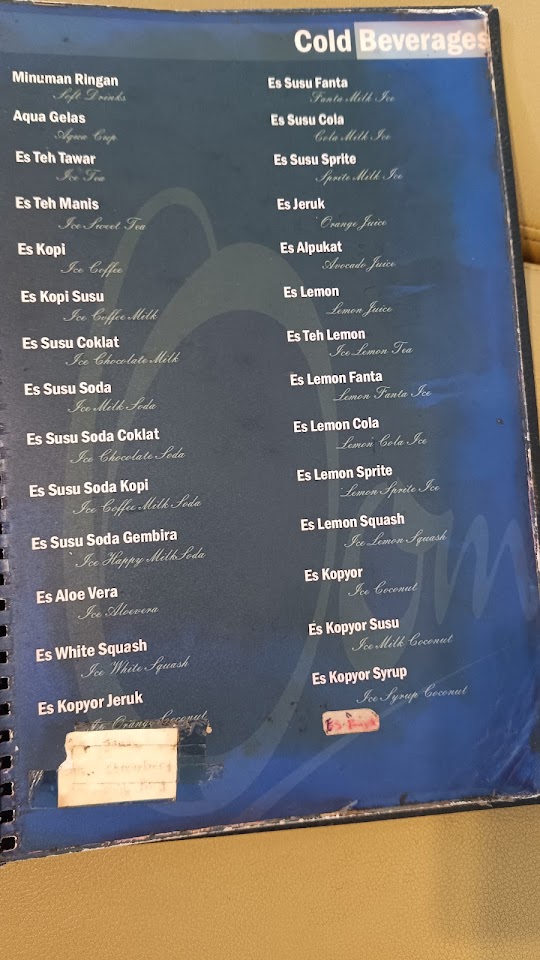 Cold Beverages
Minuman Ringan
Soft Drinks
Aqua Gelas
Aqua Cup
Es Teh Tawar
Ice Tea
Es Teh Manis
Ice Sweet Tea
Es Kopi
Ice Coffee
Es Kopi Susu
Ice Coffee Milk
Es Susu Coklat
Ice Chocolate Milk
Es Susu Soda
Ice Milk Soda
Es Susu Soda Coklat
Ice Chocolate Soda
Es Susu Soda Kopi
Ice Coffee Milk Soda
Es Susu Soda Gembira
Ice Happy MilkSoda
Es Aloe Vera
Ice Aloevera
Es White Squash
Ice White Squash
Es Kopyor Jeruk
Ice Orange Coconut
Es Susu Fanta
Fanta Milk Ice
Es Susu Cola
Cola Milk Ice
Es Susu Sprite
Sprite Milk Ice
Es Jeruk
Orange Juice
Es Alpukat
Avocado Juice
Es Lemon
Lemon Juice
Es Teh Lemon
Ice Lemon Tea
Es Lemon Fanta
Lemon Fanta Ice
Es Lemon Cola
Lemon Cola Ice
Es Lemon Sprite
Lemon Sprite Ice
Es Lemon Squash
Ice Lemon Squash
Es Kopyor
Ice Coconut
Es Kopyor Susu
Ice Milk Coconut
Es Kopyor Syrup
Ice Syrup Coconut